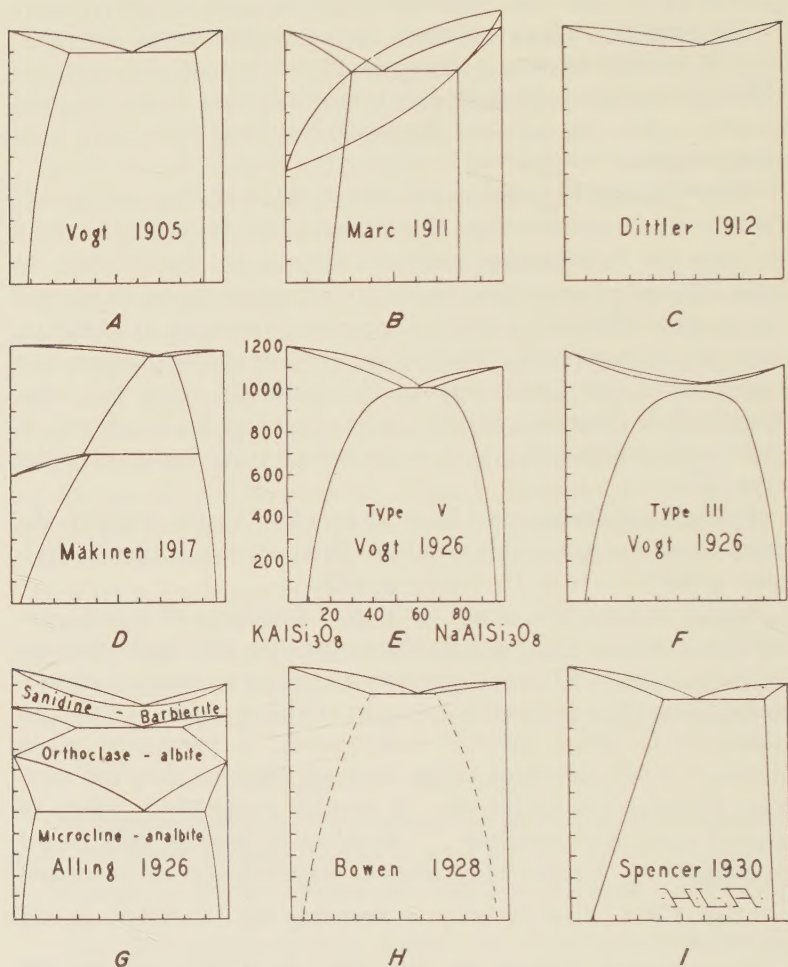 Vogt 1905
Marc 1911
Dittler 1912
A
B
C
1200
1000
800
600
400
200
Mäkinen 1917
Type V
Vogt 1926
Type III
Vogt 1926
20 40 60 80
KAlSi₃O₈ NaAlSi₃O₈
D
E
F
Sanidine - Barbierite
Orthoclase - albite
Microcline - analbite
Alling 1926
Bowen 1928
Spencer 1930
H.L.A.
G
H
I